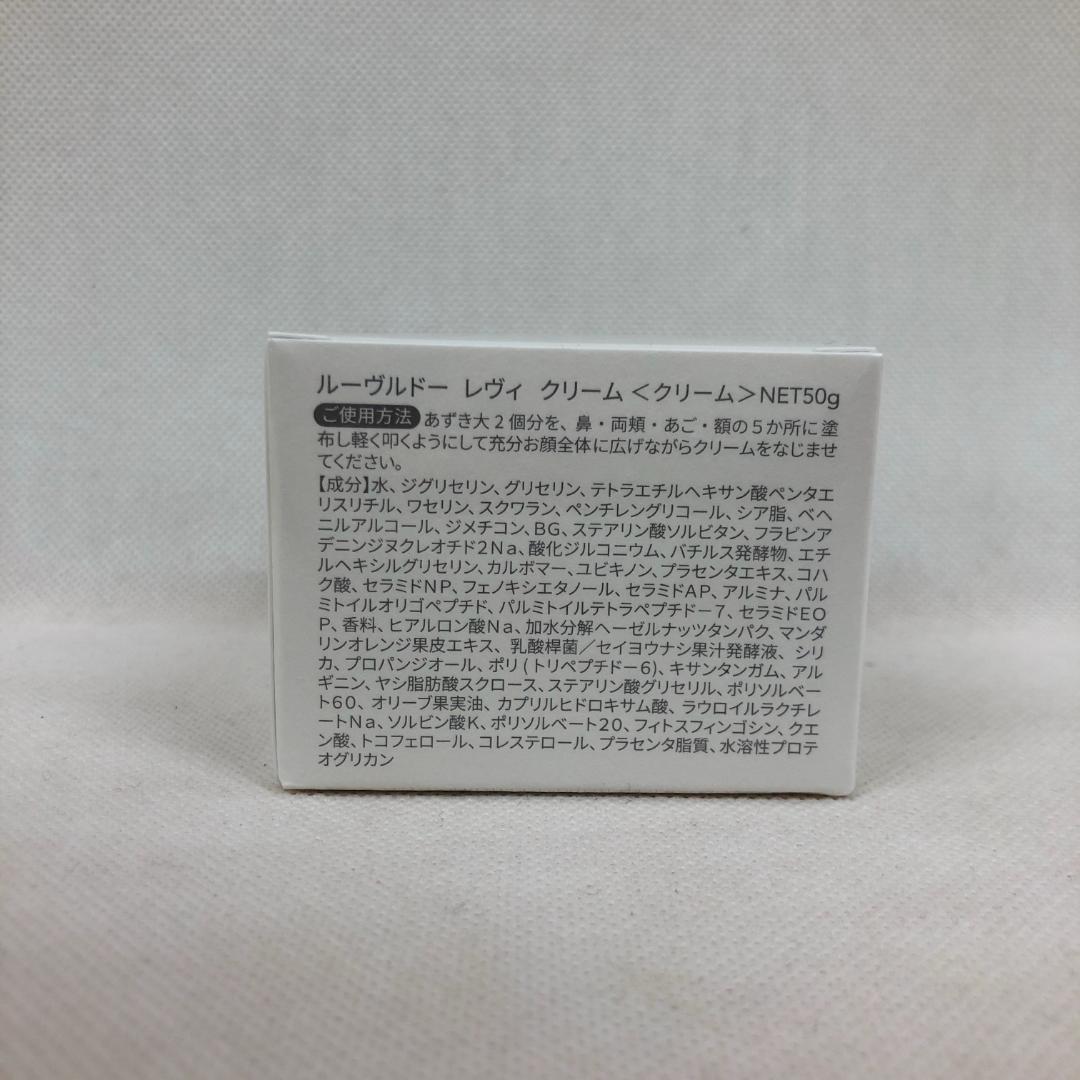 ルーヴルドー レヴィ クリーム＜クリーム＞NET50g
ご使用方法 あずき大2個分を、鼻・両頬・あご・額の5か所に塗
布し軽く叩くようにして充分お顔全体に広げながらクリームをなじませ
てください。
【成分】水、ジグリセリン、グリセリン、テトラエチルヘキサン酸ペンタエ
リスリチル、ワセリン、スクワラン、ペンチレングリコール、シア脂、ベヘ
ニルアルコール、ジメチコン、BG、ステアリン酸ソルビタン、フラビンア
デニンジヌクレオチド2Na、酸化ジルコニウム、バチルス発酵物、エチ
ルヘキシルグリセリン、カルボマー、ユビキノン、プラセンタエキス、コハ
ク酸、セラミドNP、フェノキシエタノール、セラミドAP、アルミナ、パル
ミトイルオリゴペプチド、パルミトイルテトラペプチド－7、セラミドEO
P、香料、ヒアルロン酸Na、加水分解ヘーゼルナッツタンパク、マンダ
リンオレンジ果皮エキス、乳酸桿菌／セイヨウナシ果汁発酵液、シリ
カ、プロパンジオール、ポリ(トリペプチドー6)、キサンタンガム、アル
ギニン、ヤシ脂肪酸スクロース、ステアリン酸グリセリル、ポリソルベー
ト60、オリーブ果実油、カプリルヒドロキサム酸、ラウロイルラクチレ
ートNa、ソルビン酸K、ポリソルベート20、フィトスフィンゴシン、クエ
ン酸、トコフェロール、コレステロール、プラセンタ脂質、水溶性プロテ
オグリカン